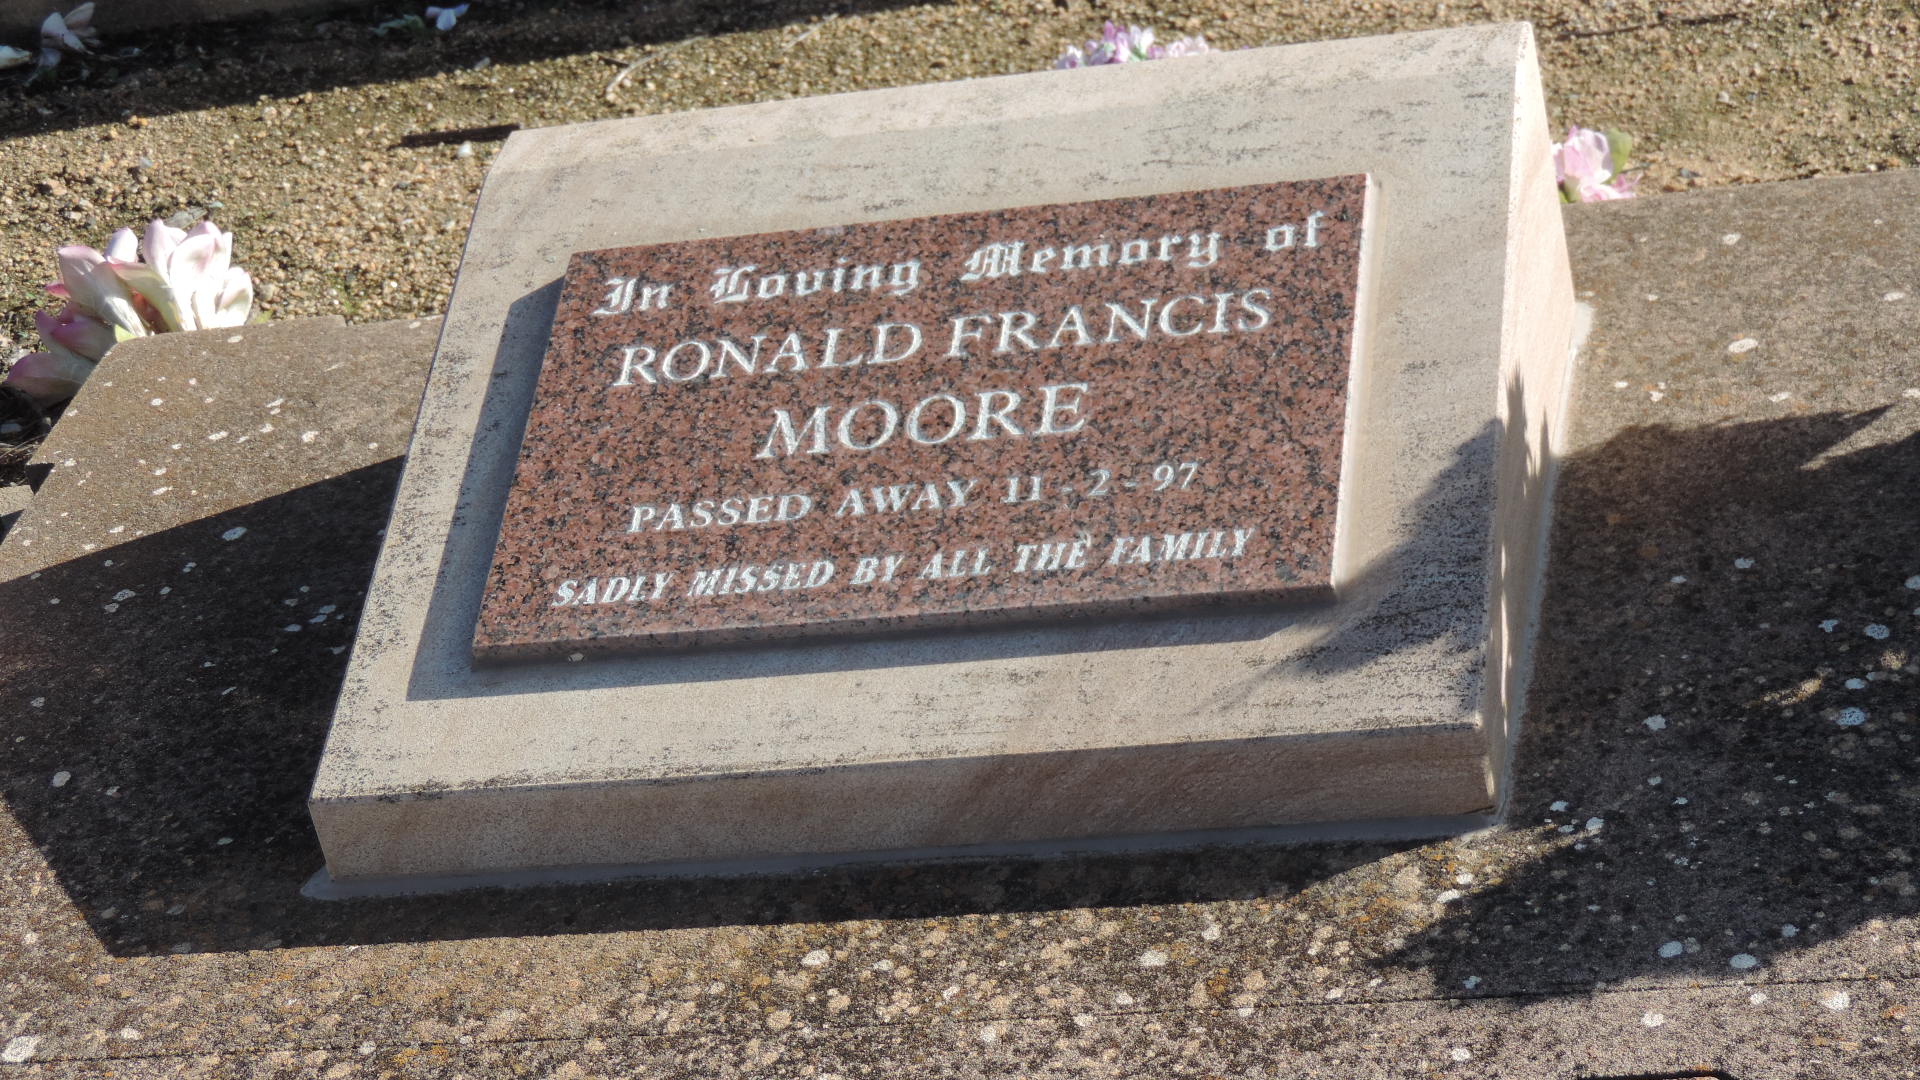 In Loving Memory of
RONALD FRANCIS
MOORE
PASSED AWAY 11-2-97
SADLY MISSED BY ALL THE FAMILY